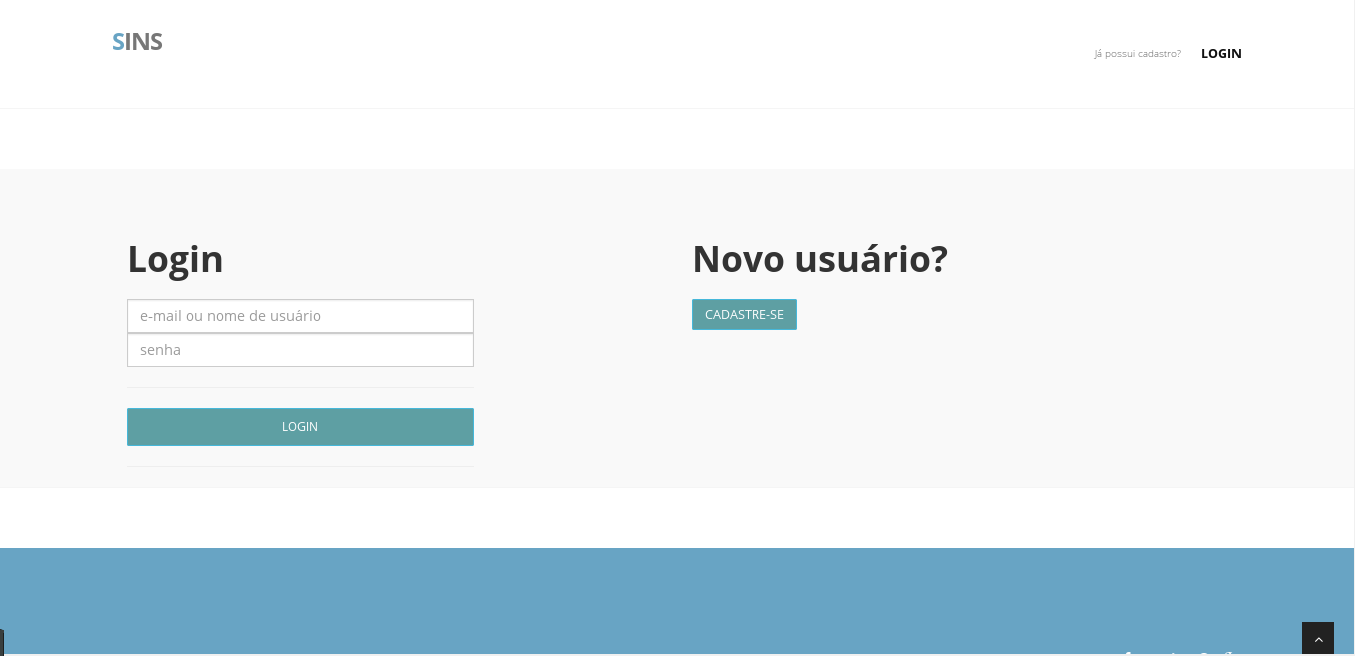 SINS
Já possui cadastro? LOGIN
Login
e-mail ou nome de usuário
senha
LOGIN
Novo usuário?
CADASTRE-SE